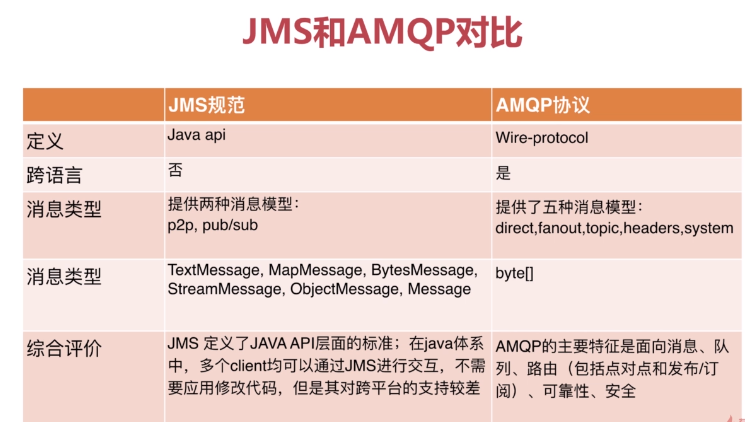 JMS和AMQP对比
JMS规范 AMQP协议
定义 Java api Wire-protocol
跨语言 否 是
消息类型 提供两种消息模型： 提供了五种消息模型：
p2p, pub/sub direct,fanout,topic,headers,system
消息类型 TextMessage, MapMessage, BytesMessage, byte[]
StreamMessage, ObjectMessage, Message
综合评价 JMS 定义了JAVA API层面的标准；在java体系 AMQP的主要特征是面向消息、队
中，多个client均可以通过JMS进行交互，不需 列、路由（包括点对点和发布/订
要应用修改代码，但是其对跨平台的支持较差 阅）、可靠性、安全